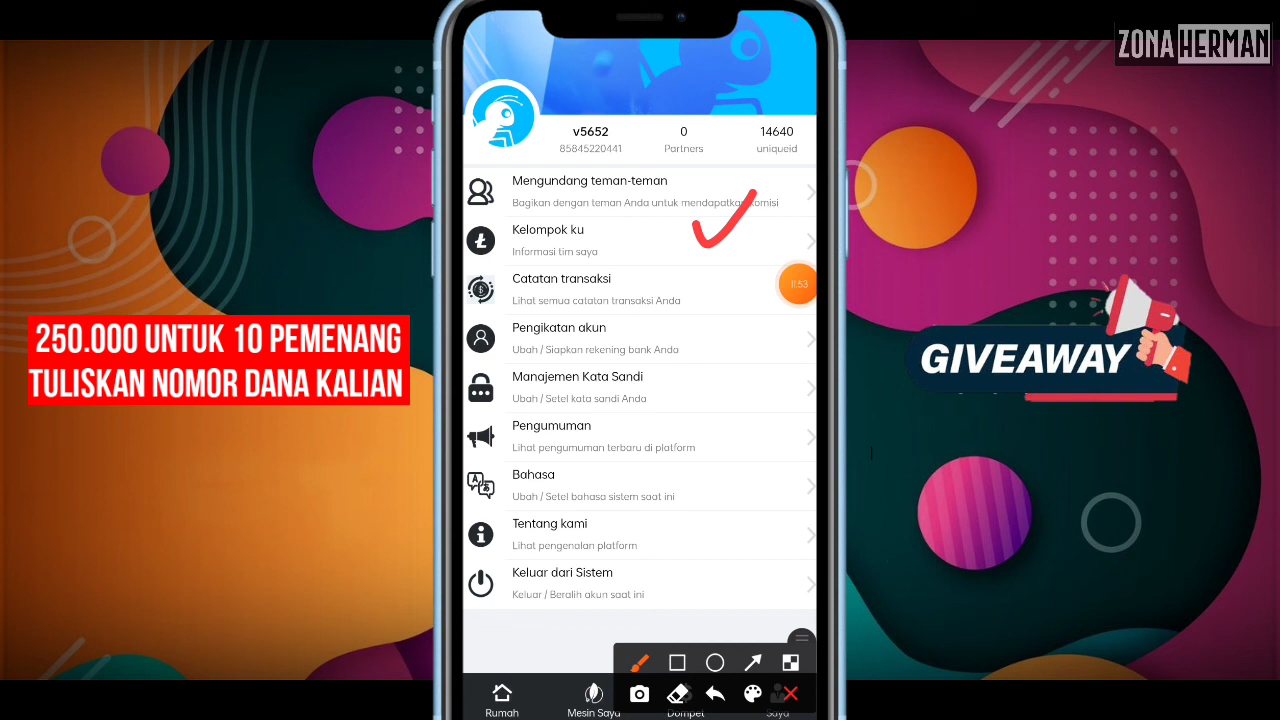 ZONAHERMAN
v5652
85845220441
0
Partners
14640
uniqueid
Mengundang teman-teman
Bagikan dengan teman Anda untuk mendapatkan komisi
Kelompok ku
Informasi tim sayo
Catatan transaksi
Lihat semua catatan transaksi Anda
11:53
Pengikatan akun
Ubah / Siapkan rekening bank Anda
Manajemen Kata Sandi
Ubah / Setel kata sandi Anda
Pengumuman
Lihat pengumuman terbaru di platform
Bahasa
Ubah / Setel bahasa sistem saat ini
Tentang kami
Lihat pengenalan platform
Keluar dari Sistem
Keluar / Beralih akun saat ini
Rumah
Mesin Saya
Dompet
Saya
250.000 UNTUK 10 PEMENANG
TULISKAN NOMOR DANA KALIAN
GIVEAWAY